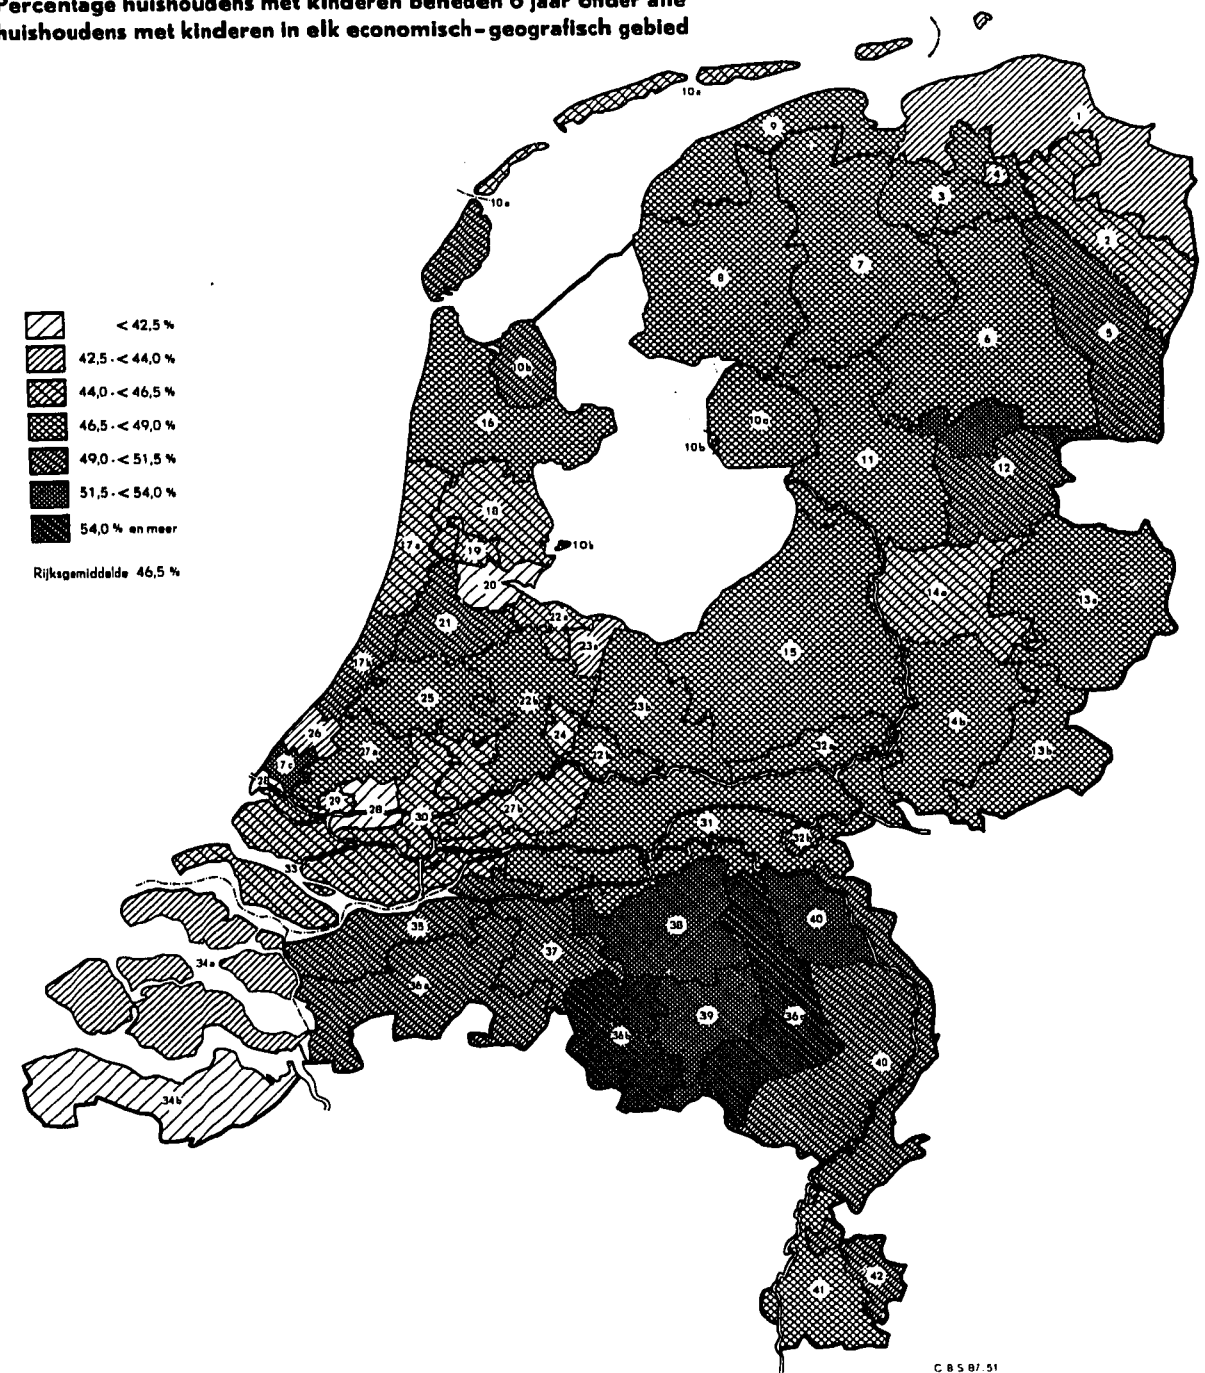 Percentage huishoudens met kinderen beneden 6 jaar onder alle
huishoudens met kinderen in elk economisch-geografisch gebied
10a
9
1
4
3
10a
2
7
8
5
6
10b
16
10a
10b
11
12
18
17a
19
10b
20
14a
13a
22a
21
23a
15
17b
25
22b
23b
26
24
14b
27a
32a
13b
22b
17c
28
29
28
27b
30
31
32b
33
38
40
35
37
34a
36a
39
36c
36b
40
34b
42
41
< 42,5 %
42,5 - < 44,0 %
44,0 - < 46,5 %
46,5 - < 49,0 %
49,0 - < 51,5 %
51,5 - < 54,0 %
54,0 % en meer
Rijksgemiddelde 46,5 %
C B S 87.51